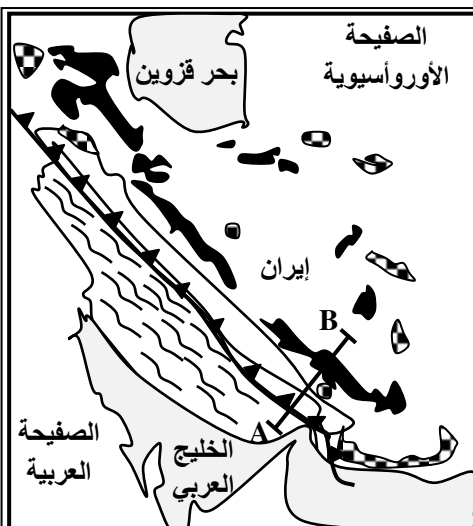 الصفيحة
الأوروأسيوية
بحر قزوين
إيران
B
A
الصفيحة
العربية
الخليج
العربي